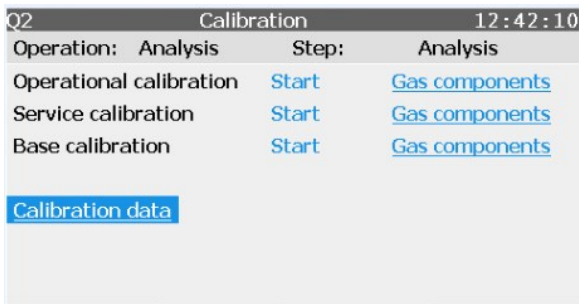 Q2 Calibration 12:42:10
Operation: Analysis Step: Analysis
Operational calibration Start Gas components
Service calibration Start Gas components
Base calibration Start Gas components
Calibration data